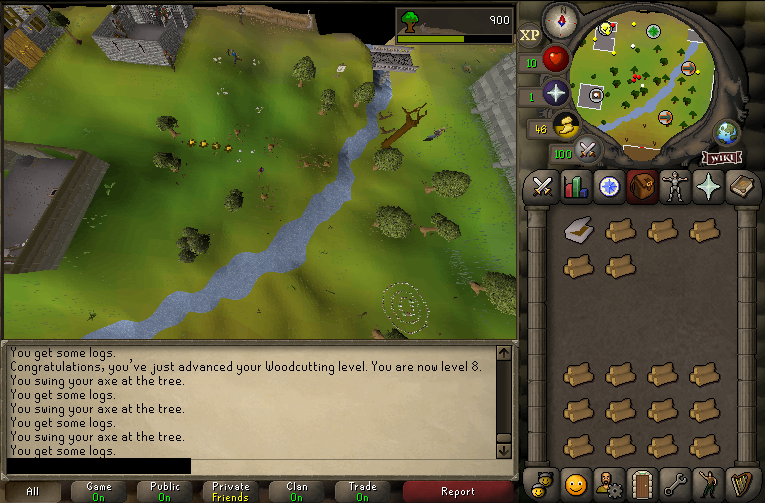 900
N
XP
10
1
46
100
WIKI
You get some logs.
Congratulations, you've just advanced your Woodcutting level. You are now level 8.
You swing your axe at the tree.
You get some logs.
You swing your axe at the tree.
You get some logs.
You swing your axe at the tree.
You get some logs.
All Game On Public On Private Friends Clan On Trade On Report